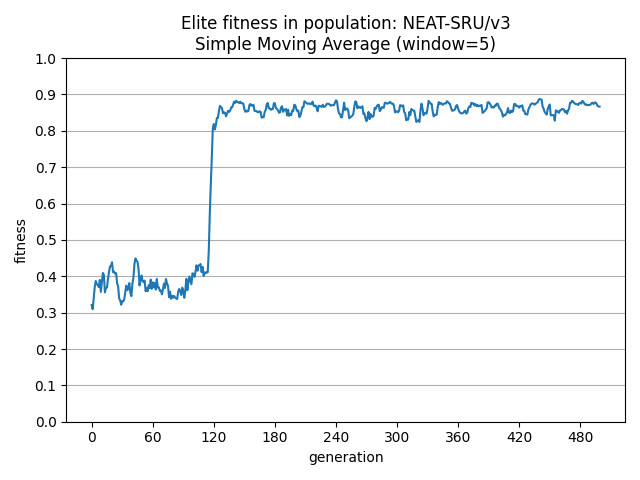 Elite fitness in population: NEAT-SRU/v3
Simple Moving Average (window=5)
1.0
0.9
0.8
0.7
0.6
0.5
0.4
0.3
0.2
0.1
0.0
fitness
0 60 120 180 240 300 360 420 480
generation